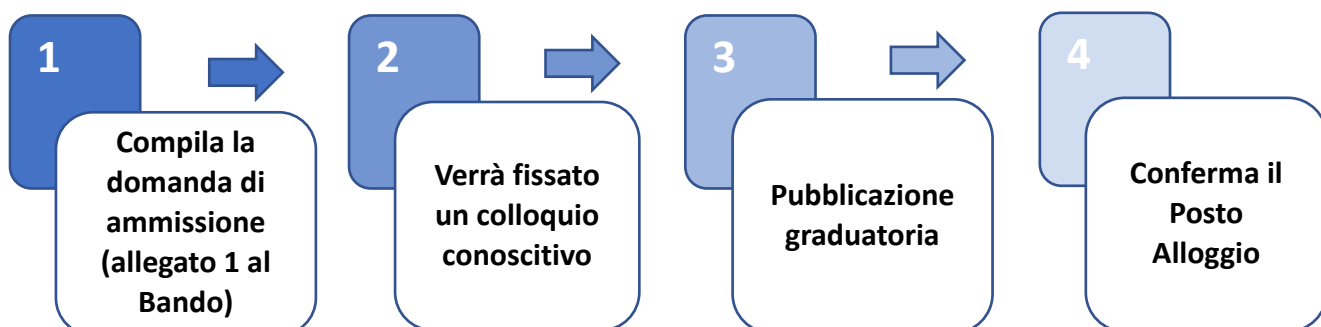 1
Compila la
domanda di
ammissione
(allegato 1 al
Bando)
2
Verrà fissato
un colloquio
conoscitivo
3
Pubblicazione
graduatoria
4
Conferma il
Posto
Alloggio